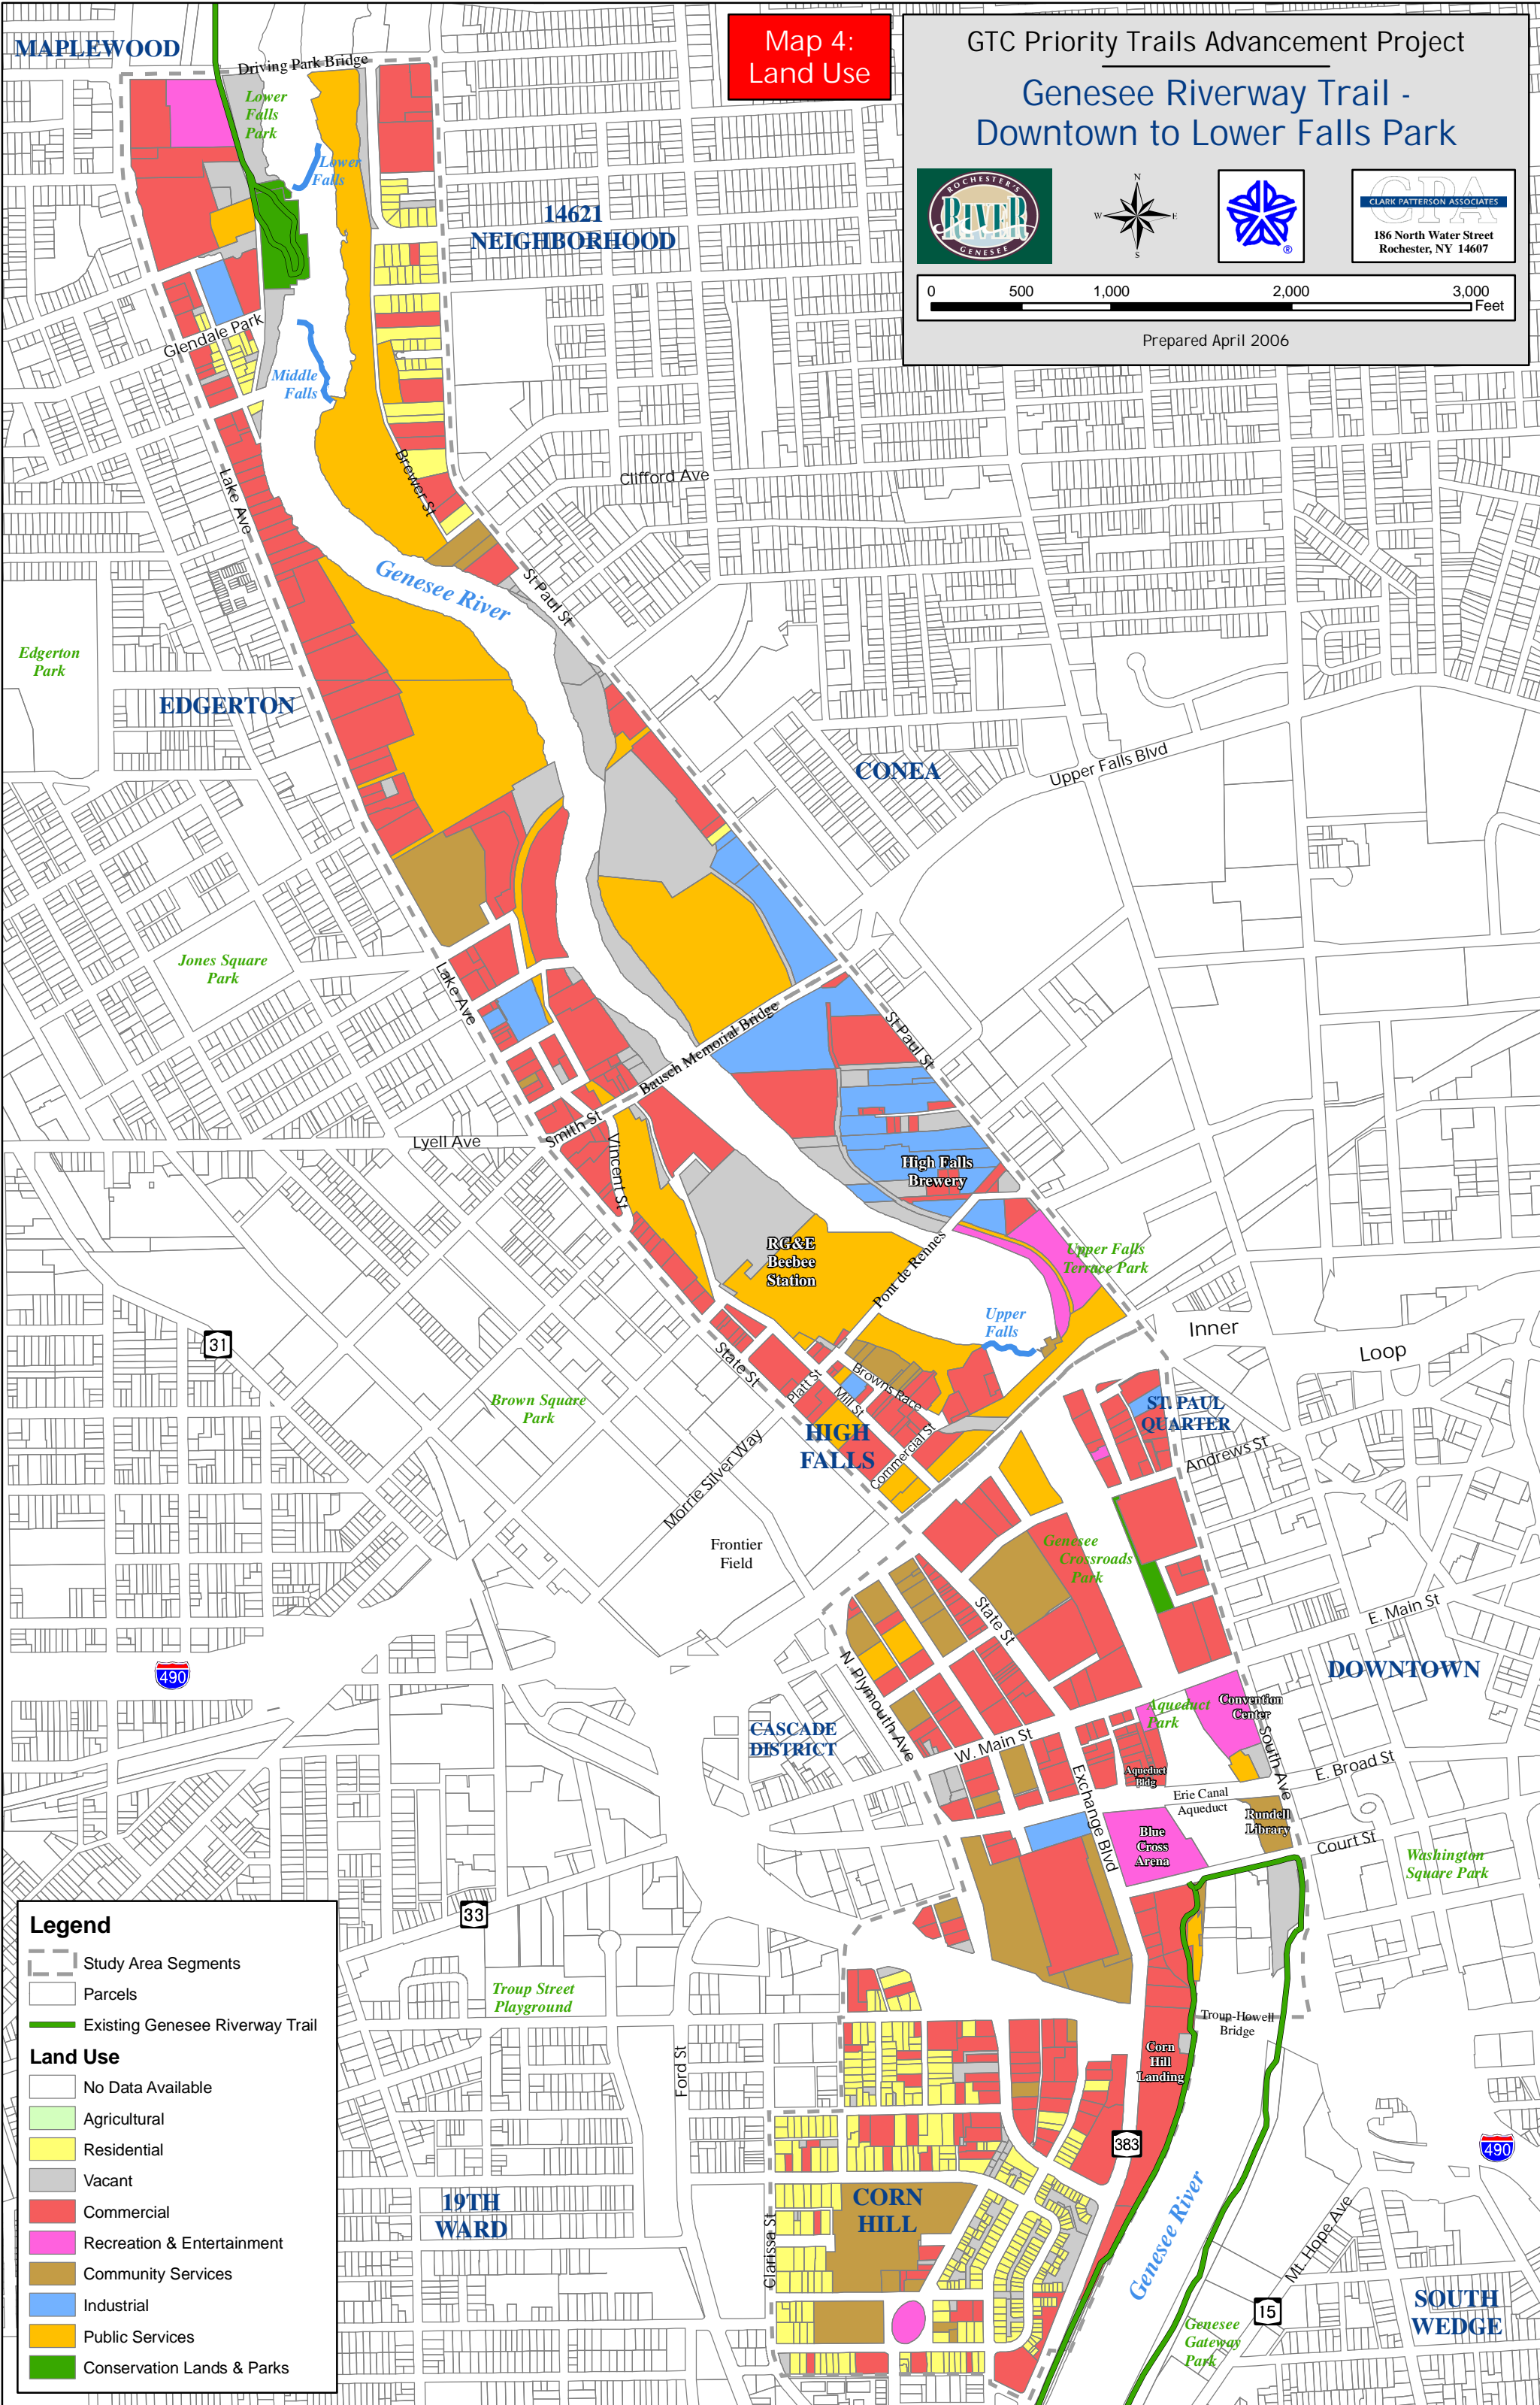 Map 4:
Land Use
GTC Priority Trails Advancement Project
Genesee Riverway Trail -
Downtown to Lower Falls Park
ROCHESTER'S
RIVER
GENESEE
N
W
E
S
®
CPA
CLARK PATTERSON ASSOCIATES
186 North Water Street
Rochester, NY 14607
0
500
1,000
2,000
3,000
Feet
Prepared April 2006
MAPLEWOOD
Driving Park Bridge
Lower
Falls
Park
Lower
Falls
14621
NEIGHBORHOOD
Glendale Park
Middle
Falls
Lake Ave
Brewer St
Clifford Ave
Genesee River
St Paul St
Edgerton
Park
EDGERTON
CONEA
Upper Falls Blvd
Jones Square
Park
Lake Ave
Bausch Memorial Bridge
St Paul St
Lyell Ave
Smith St
Vincent St
High Falls
Brewery
RG&E
Beebee
Station
Pont de Rennes
Upper Falls
Terrace Park
Upper
Falls
Inner
Loop
31
State St
Platt St
Browns Race
Mill St
Brown Square
Park
HIGH
FALLS
Commercial St
Morrie Silver Way
ST. PAUL
QUARTER
Andrews St
Frontier
Field
Genesee
Crossroads
Park
State St
E. Main St
490
N. Plymouth Ave
DOWNTOWN
CASCADE
DISTRICT
W. Main St
Aqueduct
Park
Convention
Center
South Ave
Aqueduct
Bldg
Exchange Blvd
E. Broad St
Erie Canal
Aqueduct
Rundell
Library
Blue
Cross
Arena
Court St
Washington
Square Park
33
Troup Street
Playground
Troup-Howell
Bridge
Corn
Hill
Landing
Ford St
383
490
19TH
WARD
CORN
HILL
Clarissa St
Genesee River
Mt. Hope Ave
15
SOUTH
WEDGE
Genesee
Gateway
Park
Legend
Study Area Segments
Parcels
Existing Genesee Riverway Trail
Land Use
No Data Available
Agricultural
Residential
Vacant
Commercial
Recreation & Entertainment
Community Services
Industrial
Public Services
Conservation Lands & Parks